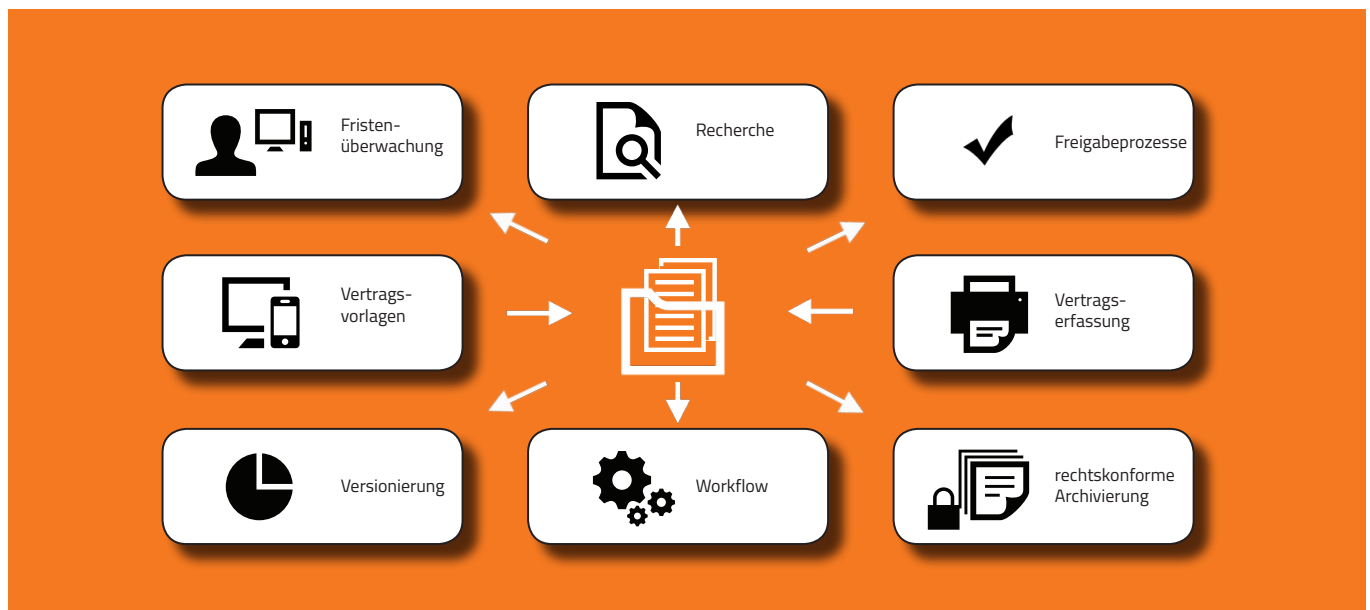 Fristen-
überwachung
Recherche
Freigabeprozesse
Vertrags-
vorlagen
Vertrags-
erfassung
Versionierung
Workflow
rechtskonforme
Archivierung